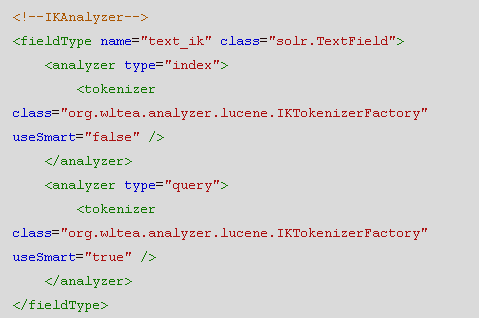 <!--IKAnalyzer-->
<fieldType name="text_ik" class="solr.TextField">
    <analyzer type="index">
        <tokenizer
class="org.wltea.analyzer.lucene.IKTokenizerFactory"
useSmart="false" />
    </analyzer>
    <analyzer type="query">
        <tokenizer
class="org.wltea.analyzer.lucene.IKTokenizerFactory"
useSmart="true" />
    </analyzer>
</fieldType>